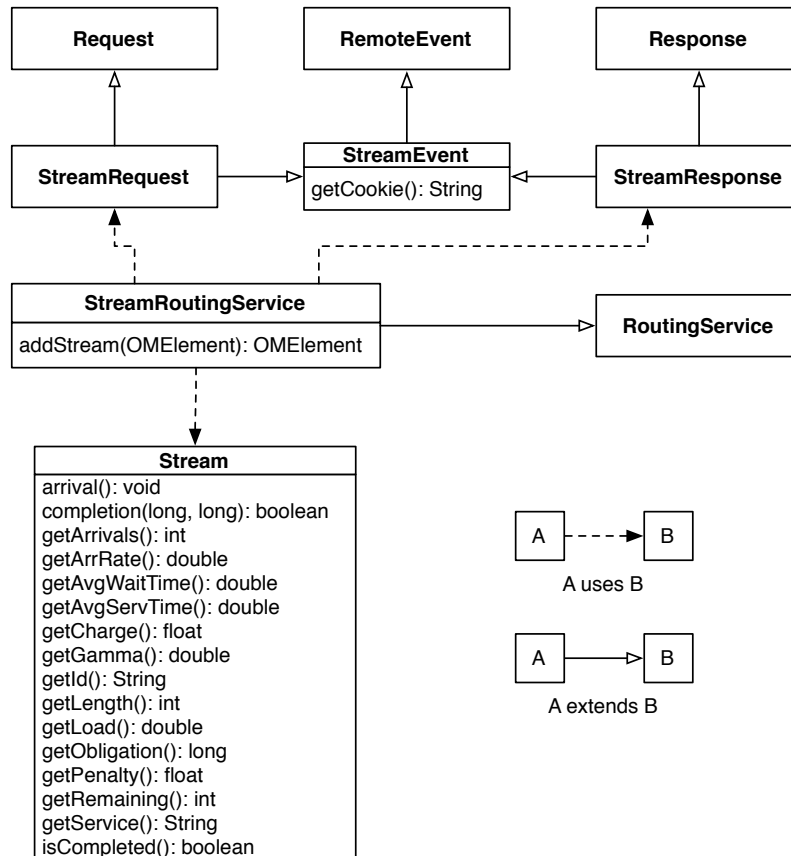 Request
RemoteEvent
Response
StreamRequest
StreamEvent
getCookie(): String
StreamResponse
StreamRoutingService
addStream(OMElement): OMElement
RoutingService
Stream
arrival(): void
completion(long, long): boolean
getArrivals(): int
getArrRate(): double
getAvgWaitTime(): double
getAvgServTime(): double
getCharge(): float
getGamma(): double
getId(): String
getLength(): int
getLoad(): double
getObligation(): long
getPenalty(): float
getRemaining(): int
getService(): String
isCompleted(): boolean
A
B
A uses B
A
B
A extends B